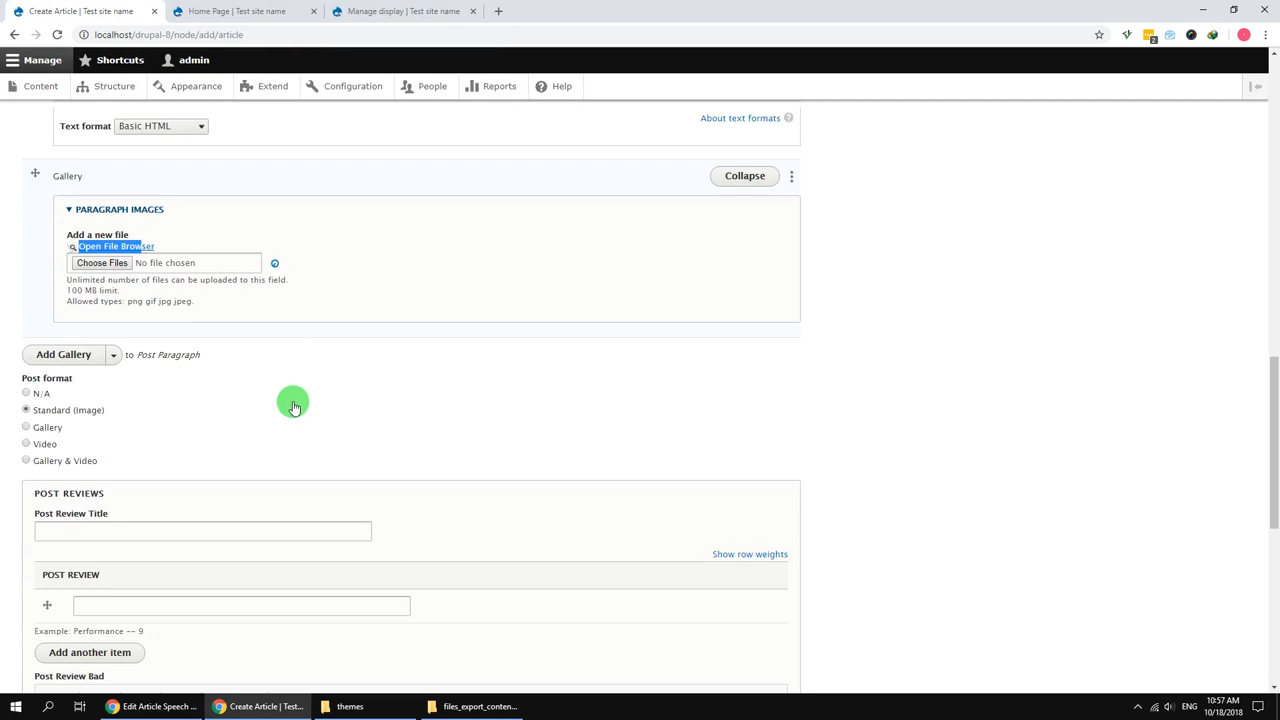 Create Article | Test site name
Home Page | Test site name
Manage display | Test site name
localhost/drupal-8/node/add/article
2
Manage
Shortcuts
admin
Content
Structure
Appearance
Extend
Configuration
People
Reports
Help
Text format
Basic HTML
About text formats
Gallery
Collapse
PARAGRAPH IMAGES
Add a new file
Open File Browser
Choose Files No file chosen
Unlimited number of files can be uploaded to this field.
100 MB limit.
Allowed types: png gif jpg jpeg.
Add Gallery
to Post Paragraph
Post format
N/A
Standard (Image)
Gallery
Video
Gallery & Video
POST REVIEWS
Post Review Title
Show row weights
POST REVIEW
Example: Performance -- 9
Add another item
Post Review Bad
Edit Article Speech ...
Create Article | Test...
themes
files_export_conten...
ENG
10:57 AM
10/18/2018